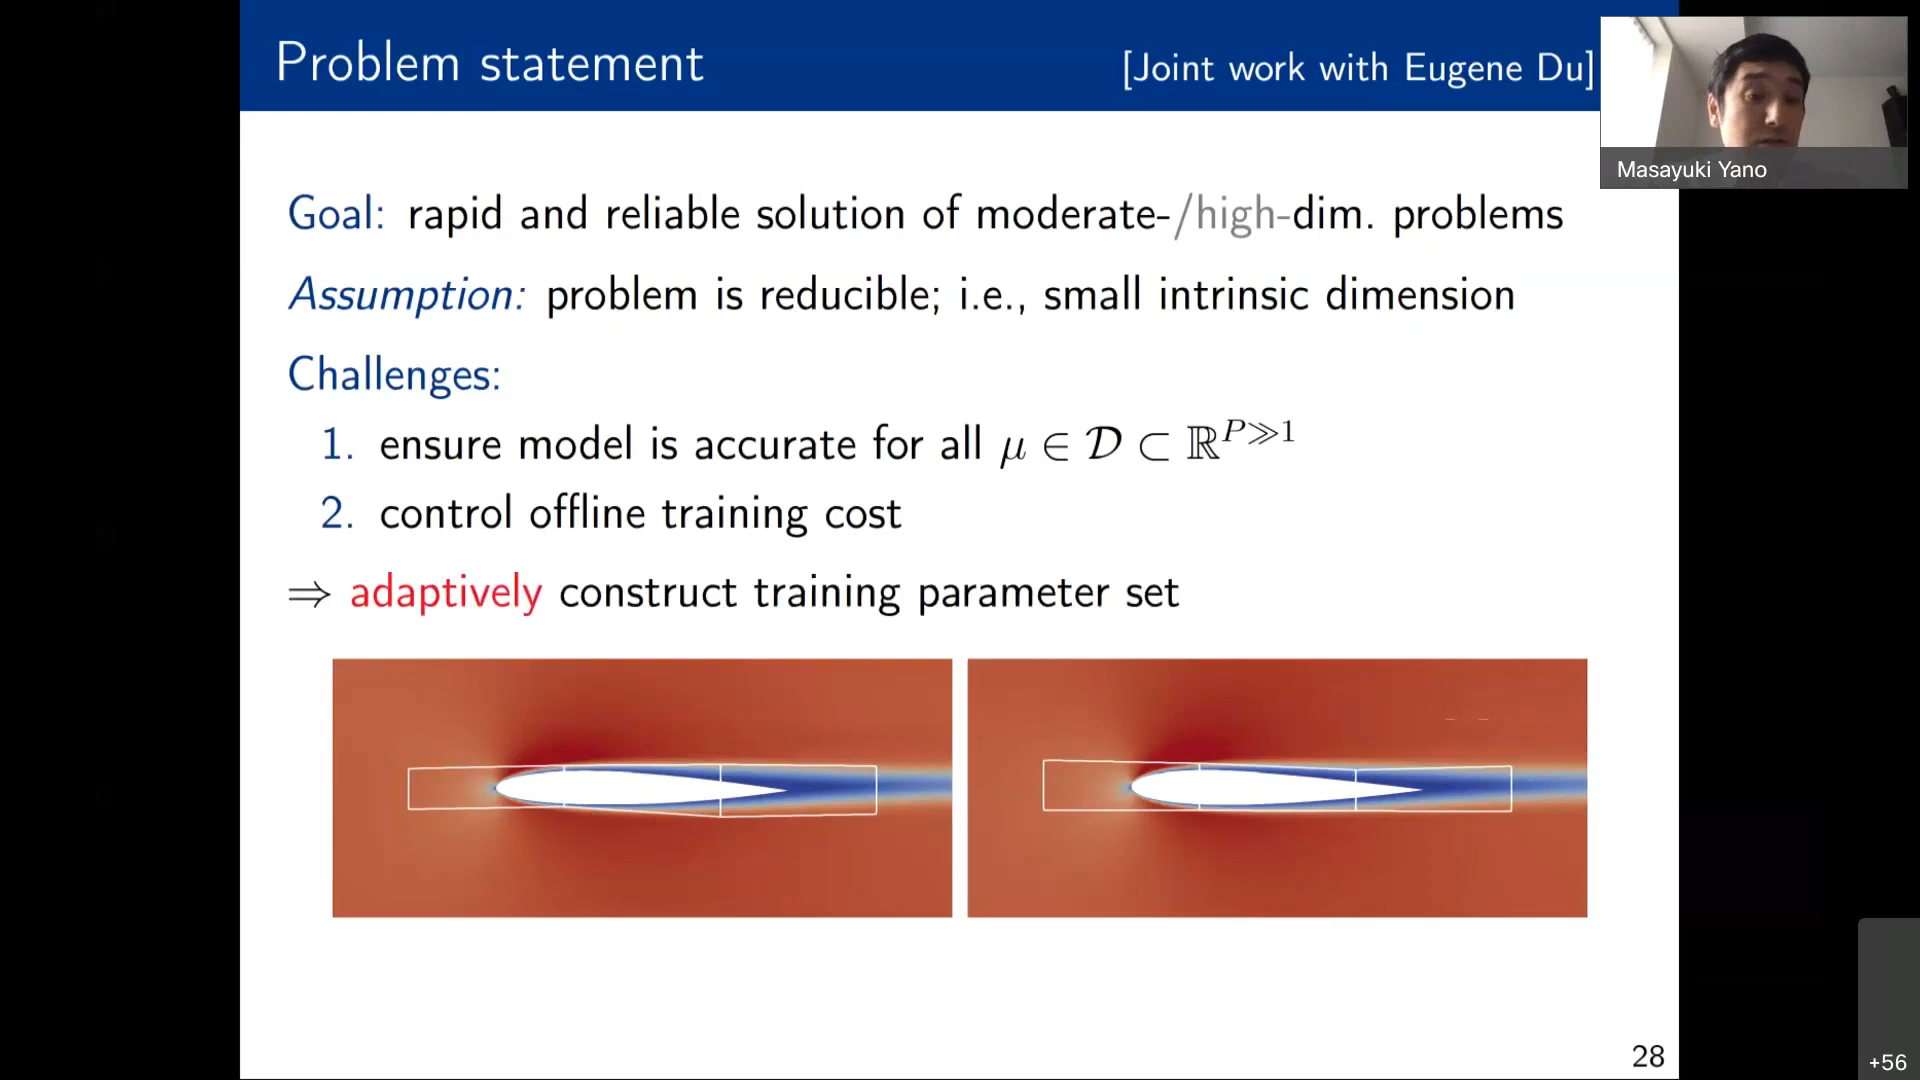 Problem statement
[Joint work with Eugene Du]
Masayuki Yano
Goal: rapid and reliable solution of moderate-/high-dim. problems
Assumption: problem is reducible; i.e., small intrinsic dimension
Challenges:
1. ensure model is accurate for all μ ∈ 𝒟 ⊂ ℝ^{P≫1}
2. control offline training cost
⇒ adaptively construct training parameter set
28
+56